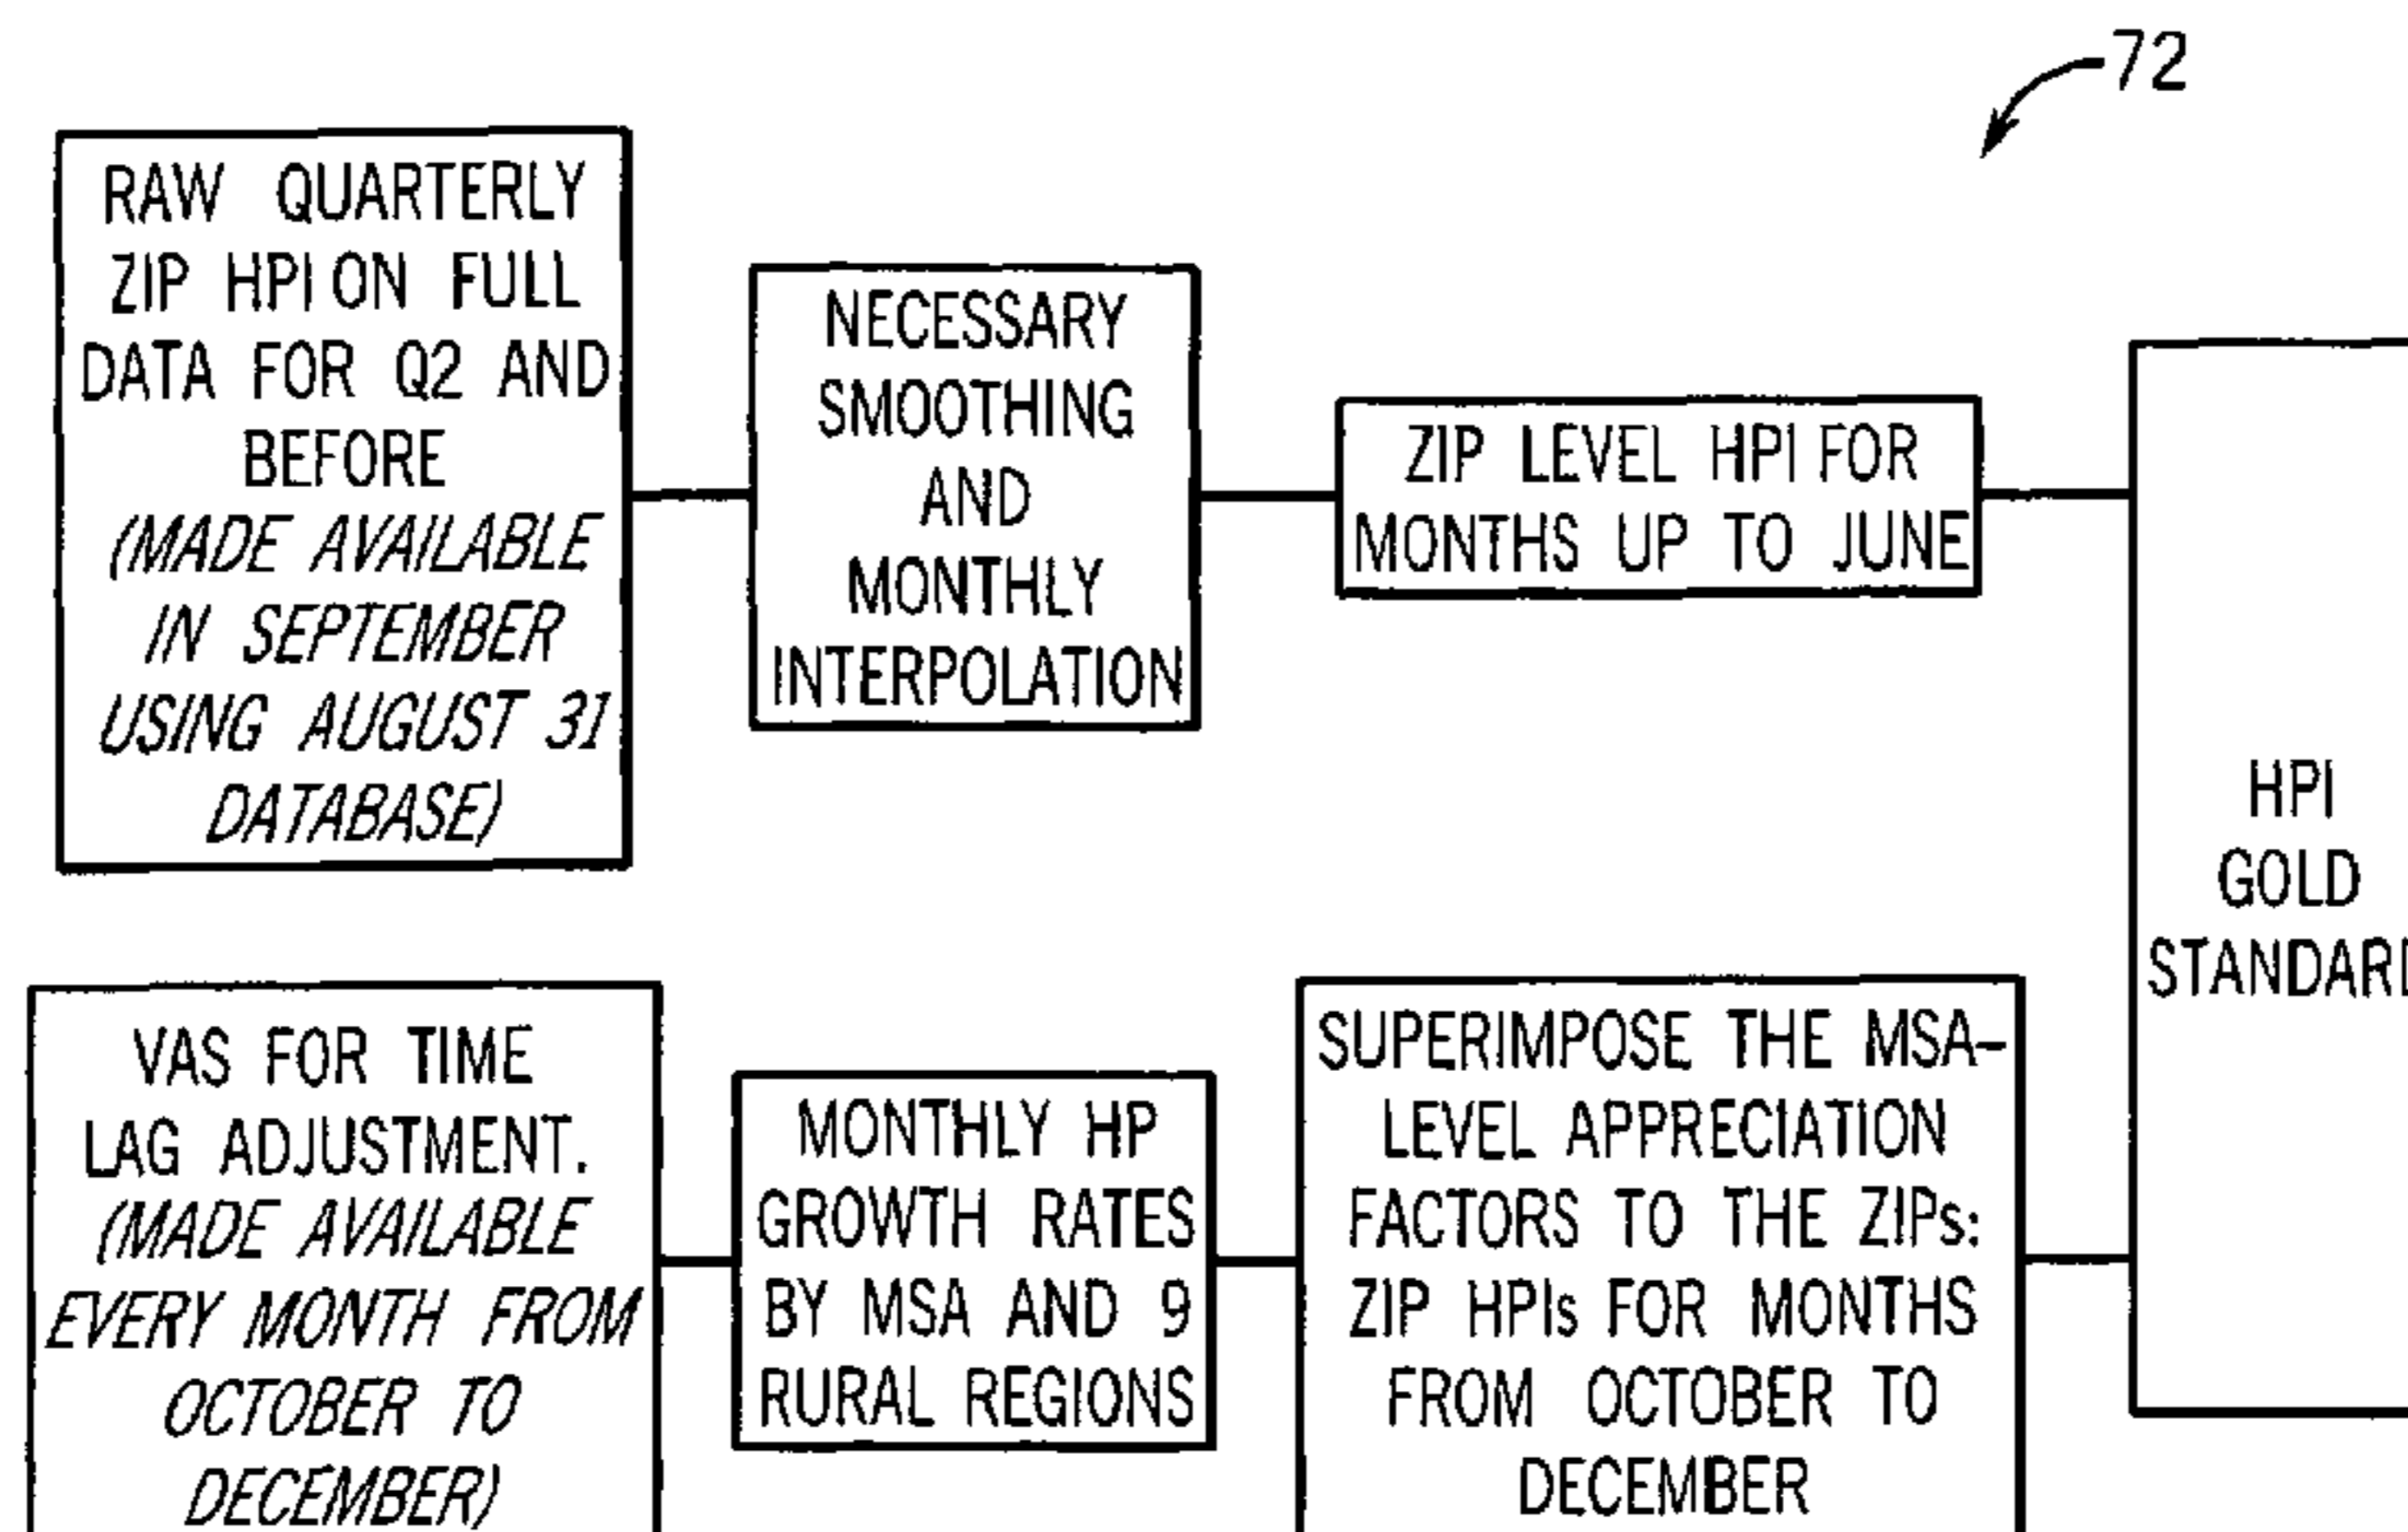 72
RAW QUARTERLY
ZIP HPI ON FULL
DATA FOR Q2 AND
BEFORE
(MADE AVAILABLE
IN SEPTEMBER
USING AUGUST 31
DATABASE)
NECESSARY
SMOOTHING
AND
MONTHLY
INTERPOLATION
ZIP LEVEL HPI FOR
MONTHS UP TO JUNE
HPI
GOLD
STANDARD
VAS FOR TIME
LAG ADJUSTMENT.
(MADE AVAILABLE
EVERY MONTH FROM
OCTOBER TO
DECEMBER)
MONTHLY HP
GROWTH RATES
BY MSA AND 9
RURAL REGIONS
SUPERIMPOSE THE MSA–
LEVEL APPRECIATION
FACTORS TO THE ZIPs:
ZIP HPIs FOR MONTHS
FROM OCTOBER TO
DECEMBER